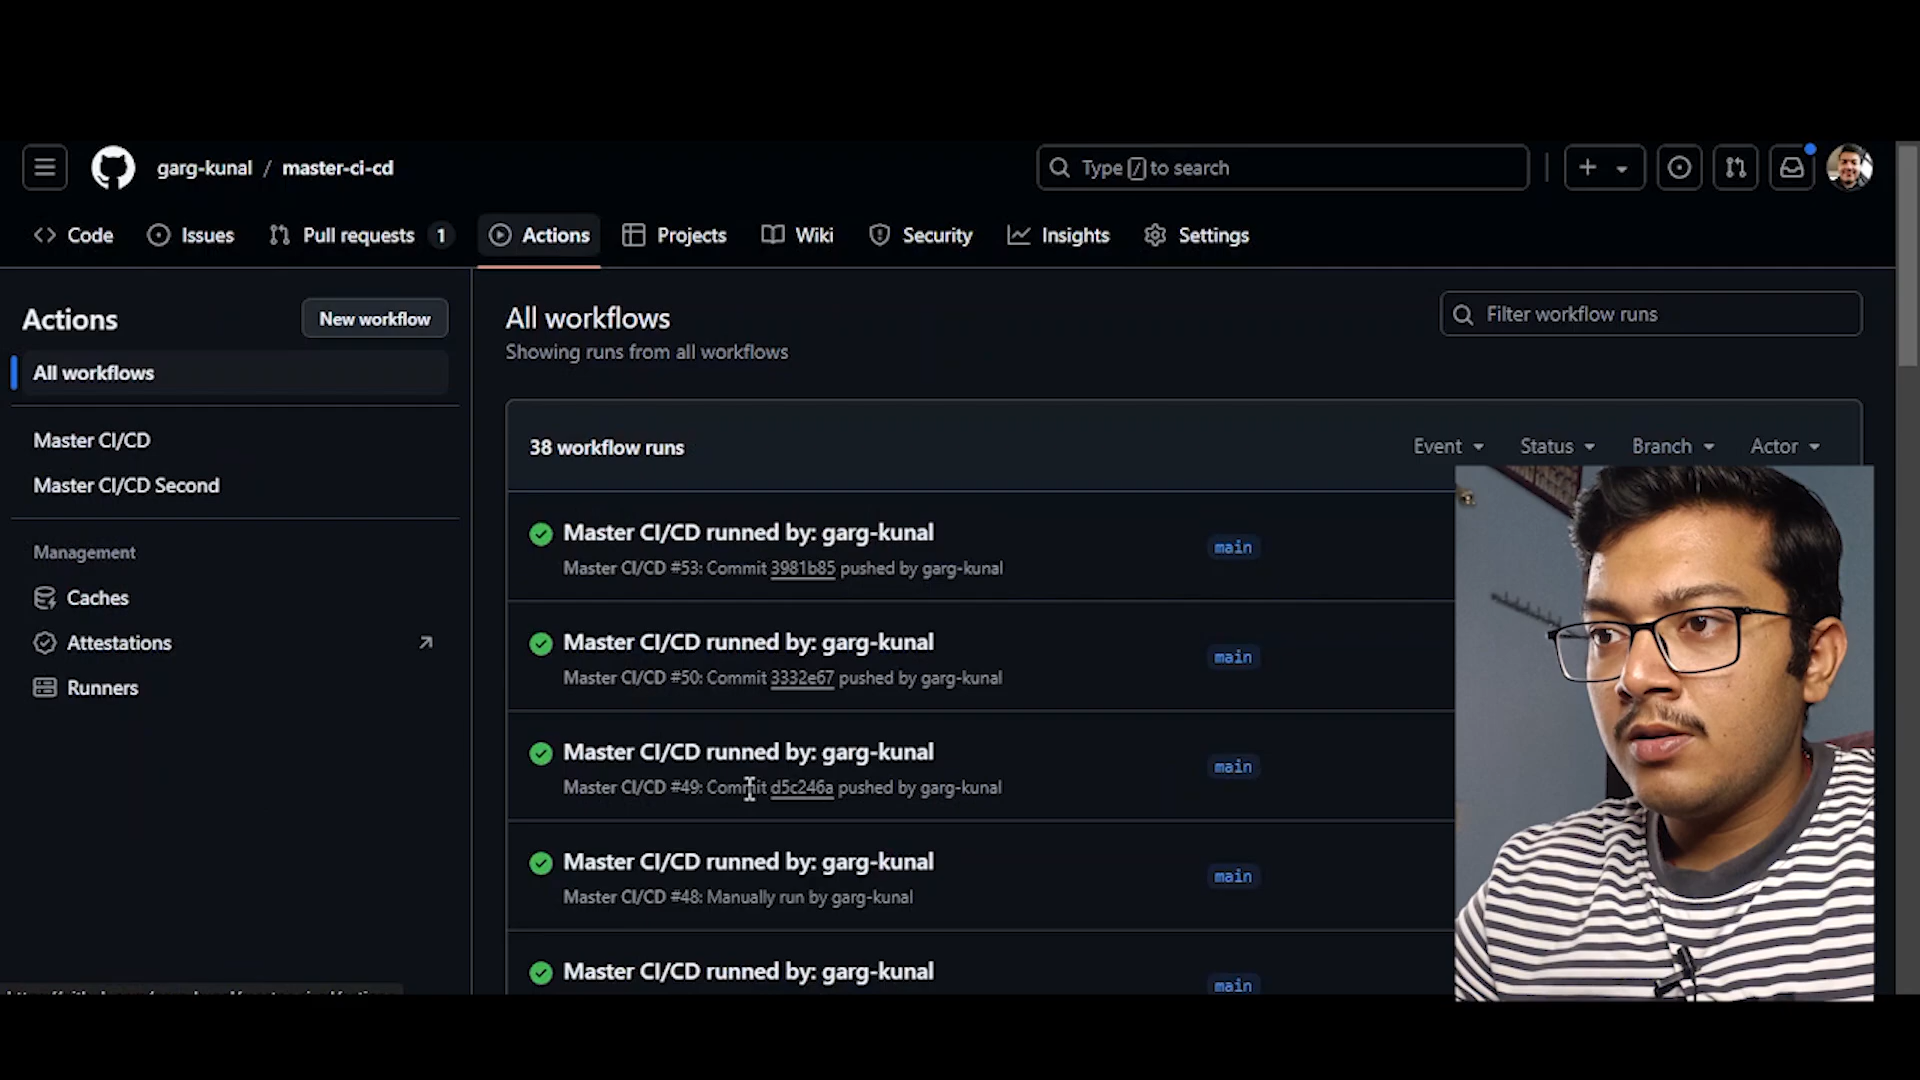 garg-kunal / master-ci-cd
Type / to search
Code
Issues
Pull requests 1
Actions
Projects
Wiki
Security
Insights
Settings
Actions
New workflow
All workflows
Master CI/CD
Master CI/CD Second
Management
Caches
Attestations
Runners
All workflows
Showing runs from all workflows
Filter workflow runs
38 workflow runs
Event
Status
Branch
Actor
Master CI/CD runned by: garg-kunal
Master CI/CD #53: Commit 3981b85 pushed by garg-kunal
main
Master CI/CD runned by: garg-kunal
Master CI/CD #50: Commit 3332e67 pushed by garg-kunal
main
Master CI/CD runned by: garg-kunal
Master CI/CD #49: Commit d5c246a pushed by garg-kunal
main
Master CI/CD runned by: garg-kunal
Master CI/CD #48: Manually run by garg-kunal
main
Master CI/CD runned by: garg-kunal
main